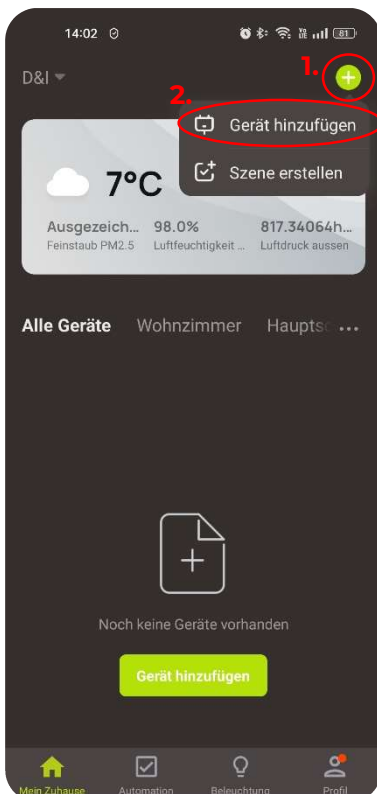 14:02 81
D&I
1.
2.
Gerät hinzufügen
Szene erstellen
7°C
Ausgezeich... 98.0% 817.34064h...
Feinstaub PM2.5 Luftfeuchtigkeit ... Luftdruck aussen
Alle Geräte Wohnzimmer Haupts ...
Noch keine Geräte vorhanden
Gerät hinzufügen
Mein Zuhause Automation Beleuchtung Profil